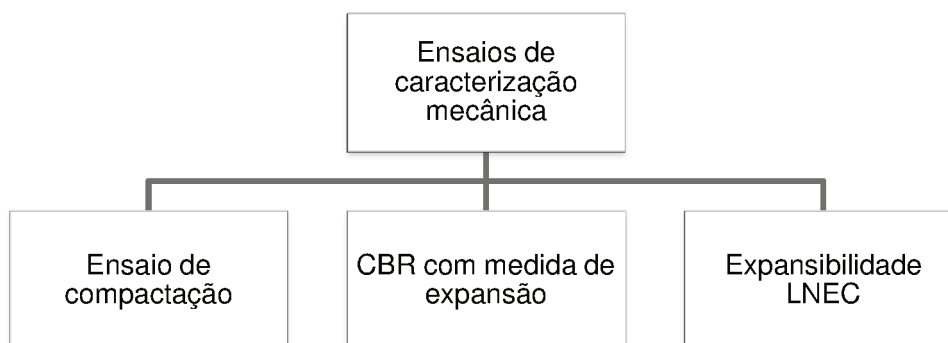 Ensaios de
caracterização
mecânica
Ensaio de
compactação
CBR com medida de
expansão
Expansibilidade
LNEC